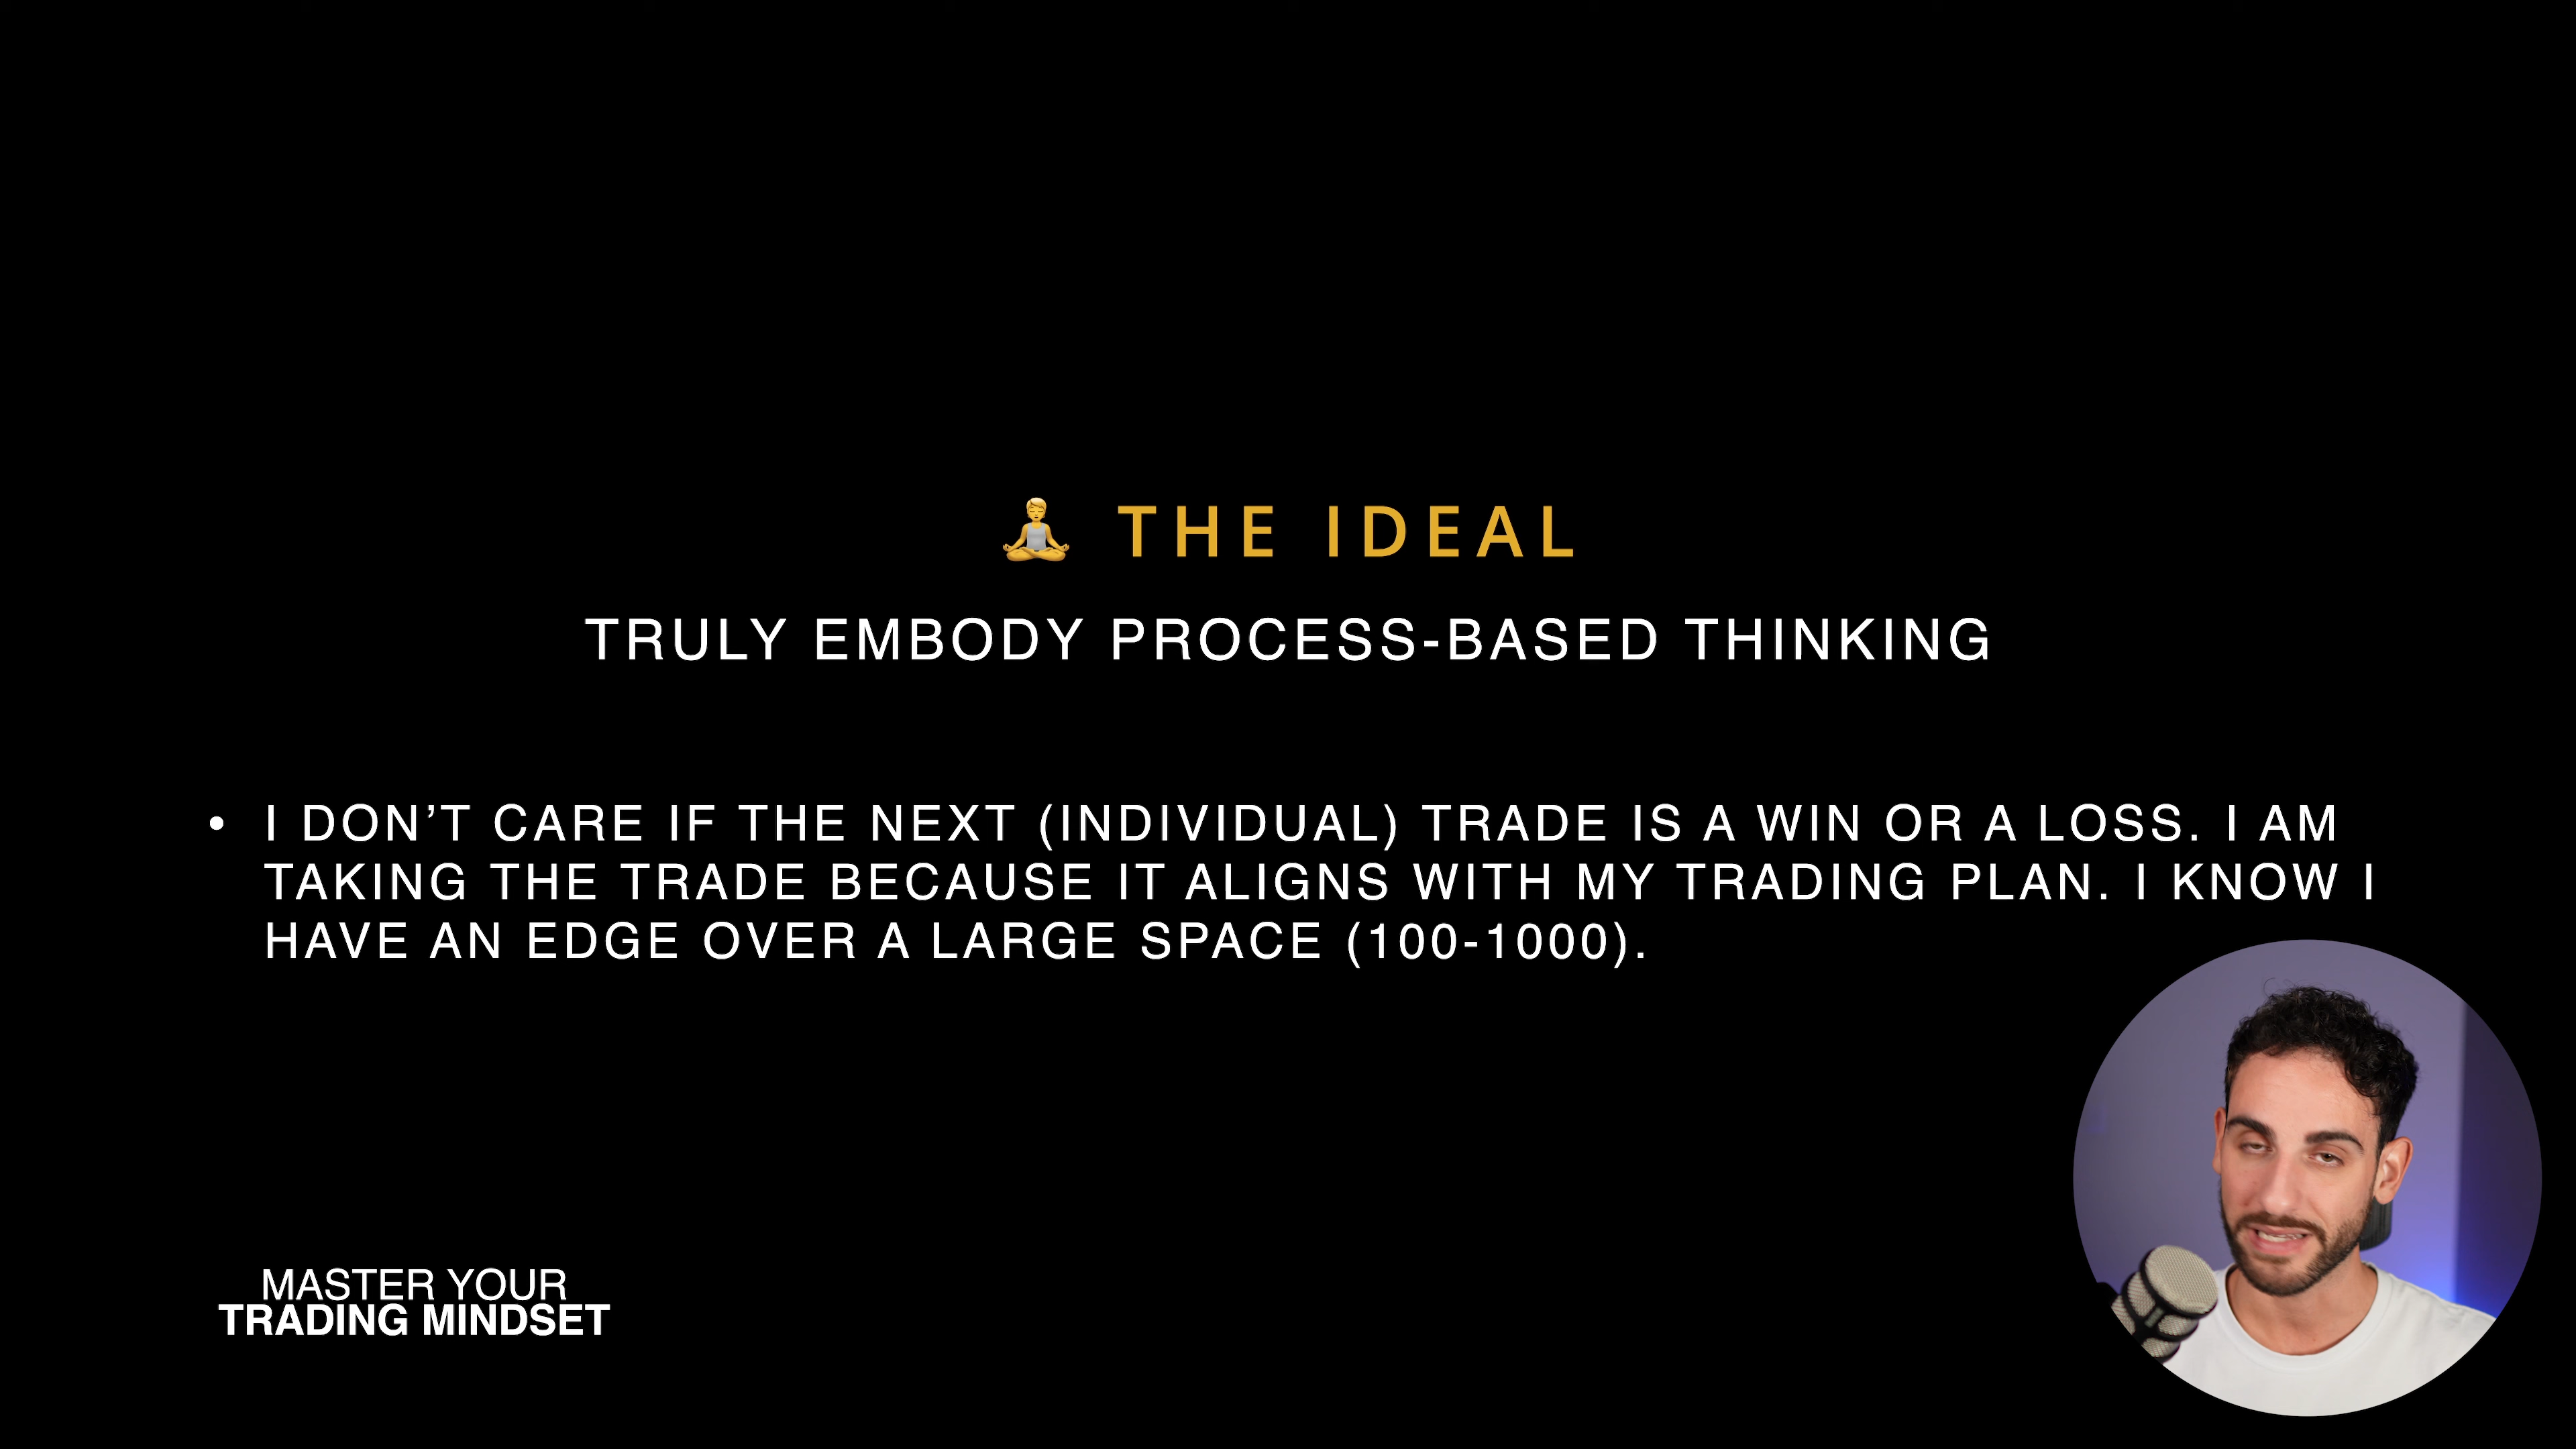 THE IDEAL
TRULY EMBODY PROCESS-BASED THINKING
• I DON’T CARE IF THE NEXT (INDIVIDUAL) TRADE IS A WIN OR A LOSS. I AM
TAKING THE TRADE BECAUSE IT ALIGNS WITH MY TRADING PLAN. I KNOW I
HAVE AN EDGE OVER A LARGE SPACE (100-1000).
MASTER YOUR
TRADING MINDSET